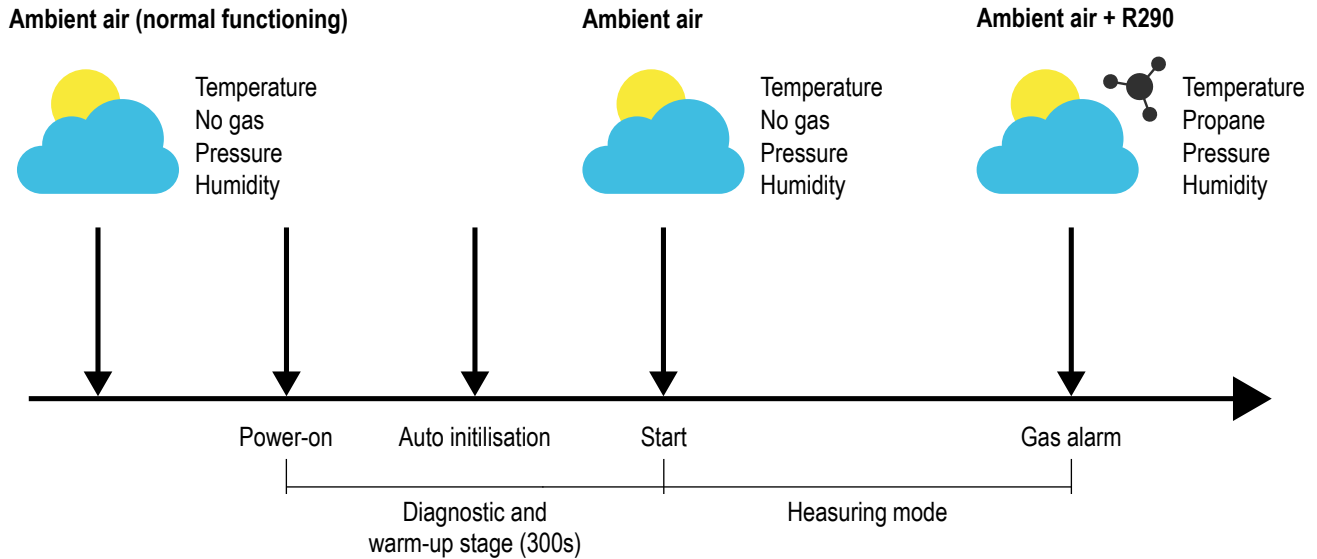 Ambient air (normal functioning)
Temperature
No gas
Pressure
Humidity
Ambient air
Temperature
No gas
Pressure
Humidity
Ambient air + R290
Temperature
Propane
Pressure
Humidity
Power-on
Auto initilisation
Start
Gas alarm
Diagnostic and
warm-up stage (300s)
Heasuring mode